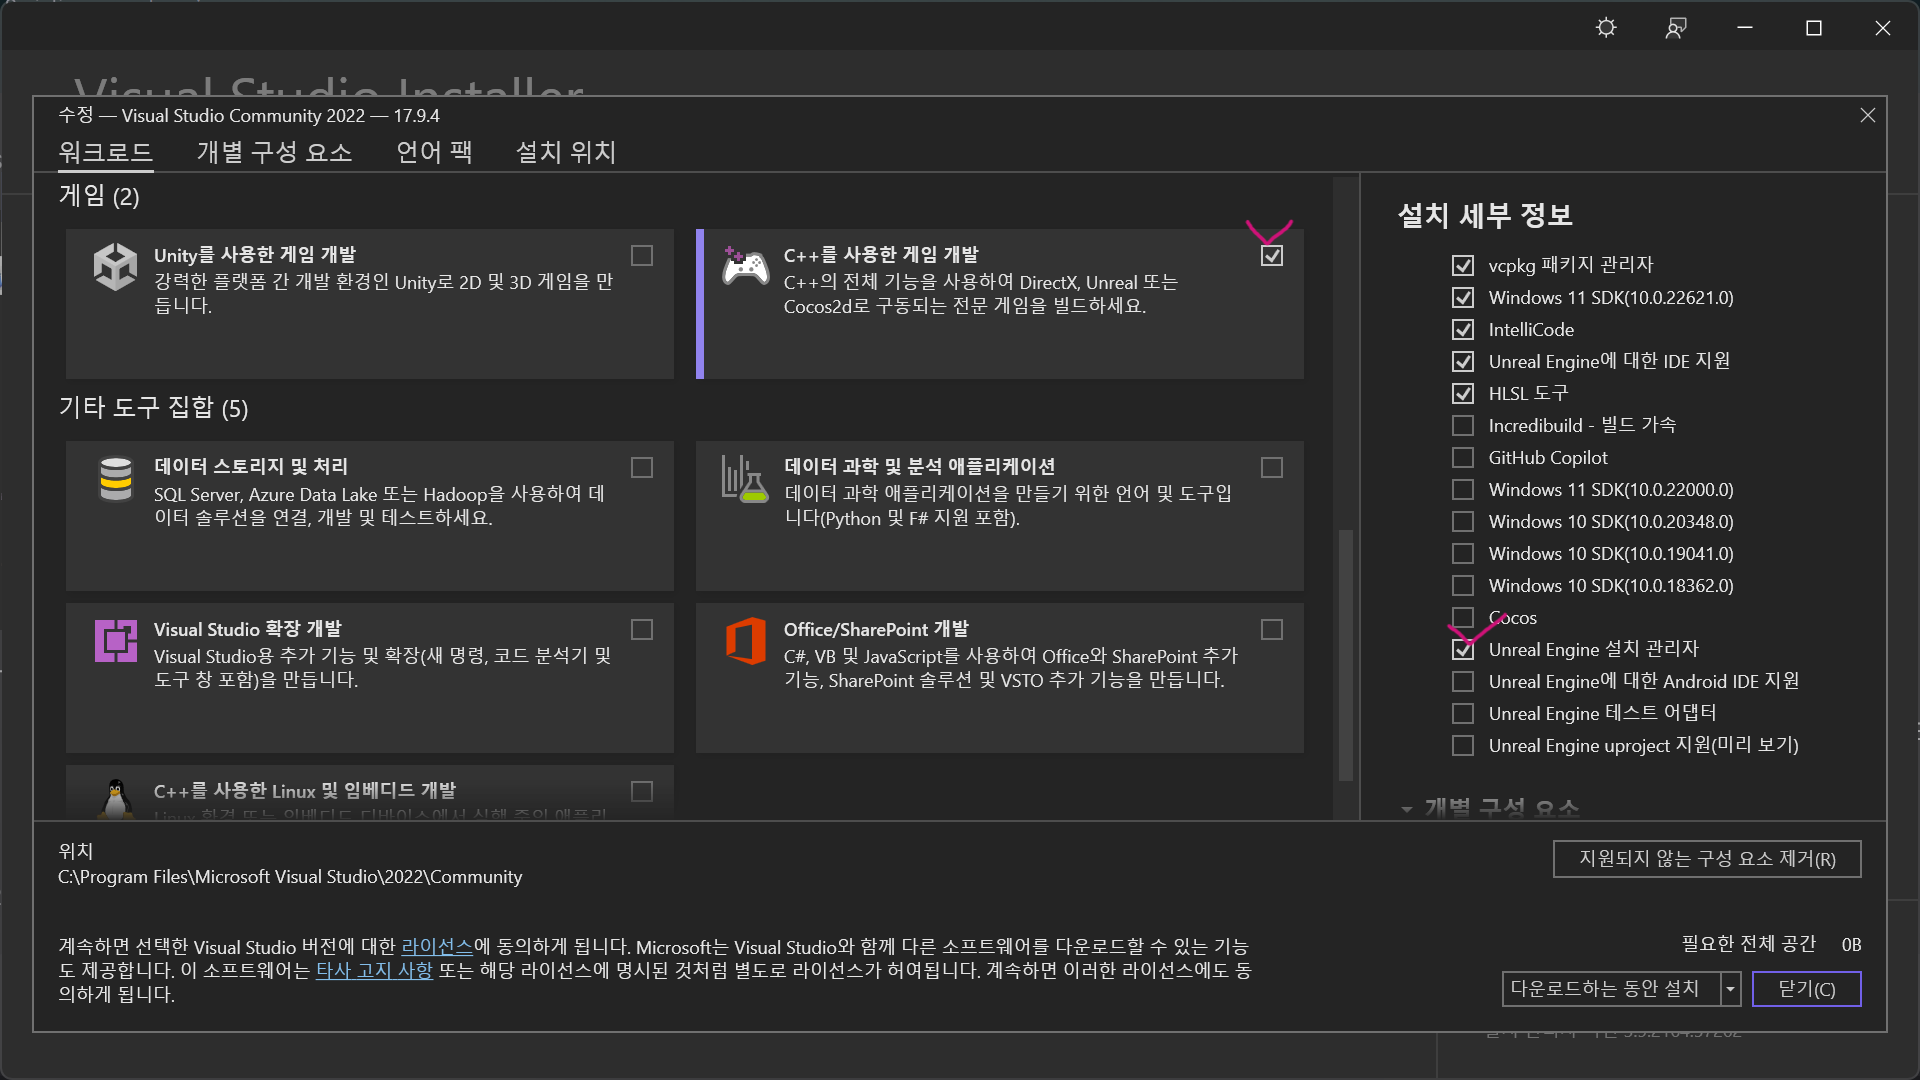 Visual Studio Installer
수정 — Visual Studio Community 2022 — 17.9.4
워크로드 개별 구성 요소 언어 팩 설치 위치
게임 (2)
Unity를 사용한 게임 개발
강력한 플랫폼 간 개발 환경인 Unity로 2D 및 3D 게임을 만
듭니다.
C++를 사용한 게임 개발
C++의 전체 기능을 사용하여 DirectX, Unreal 또는
Cocos2d로 구동되는 전문 게임을 빌드하세요.
기타 도구 집합 (5)
데이터 스토리지 및 처리
SQL Server, Azure Data Lake 또는 Hadoop을 사용하여 데
이터 솔루션을 연결, 개발 및 테스트하세요.
데이터 과학 및 분석 애플리케이션
데이터 과학 애플리케이션을 만들기 위한 언어 및 도구입
니다(Python 및 F# 지원 포함).
Visual Studio 확장 개발
Visual Studio용 추가 기능 및 확장(새 명령, 코드 분석기 및
도구 창 포함)을 만듭니다.
Office/SharePoint 개발
C#, VB 및 JavaScript를 사용하여 Office와 SharePoint 추가
기능, SharePoint 솔루션 및 VSTO 추가 기능을 만듭니다.
C++를 사용한 Linux 및 임베디드 개발
Linux 환경 또는 임베디드 디바이스에서 실행 중인 애플리
설치 세부 정보
vcpkg 패키지 관리자
Windows 11 SDK(10.0.22621.0)
IntelliCode
Unreal Engine에 대한 IDE 지원
HLSL 도구
Incredibuild - 빌드 가속
GitHub Copilot
Windows 11 SDK(10.0.22000.0)
Windows 10 SDK(10.0.20348.0)
Windows 10 SDK(10.0.19041.0)
Windows 10 SDK(10.0.18362.0)
Cocos
Unreal Engine 설치 관리자
Unreal Engine에 대한 Android IDE 지원
Unreal Engine 테스트 어댑터
Unreal Engine uproject 지원(미리 보기)
개별 구성 요소
위치
C:\Program Files\Microsoft Visual Studio\2022\Community
지원되지 않는 구성 요소 제거(R)
계속하면 선택한 Visual Studio 버전에 대한 라이선스에 동의하게 됩니다. Microsoft는 Visual Studio와 함께 다른 소프트웨어를 다운로드할 수 있는 기능
도 제공합니다. 이 소프트웨어는 타사 고지 사항 또는 해당 라이선스에 명시된 것처럼 별도로 라이선스가 허여됩니다. 계속하면 이러한 라이선스에도 동
의하게 됩니다.
필요한 전체 공간 0B
다운로드하는 동안 설치
닫기(C)